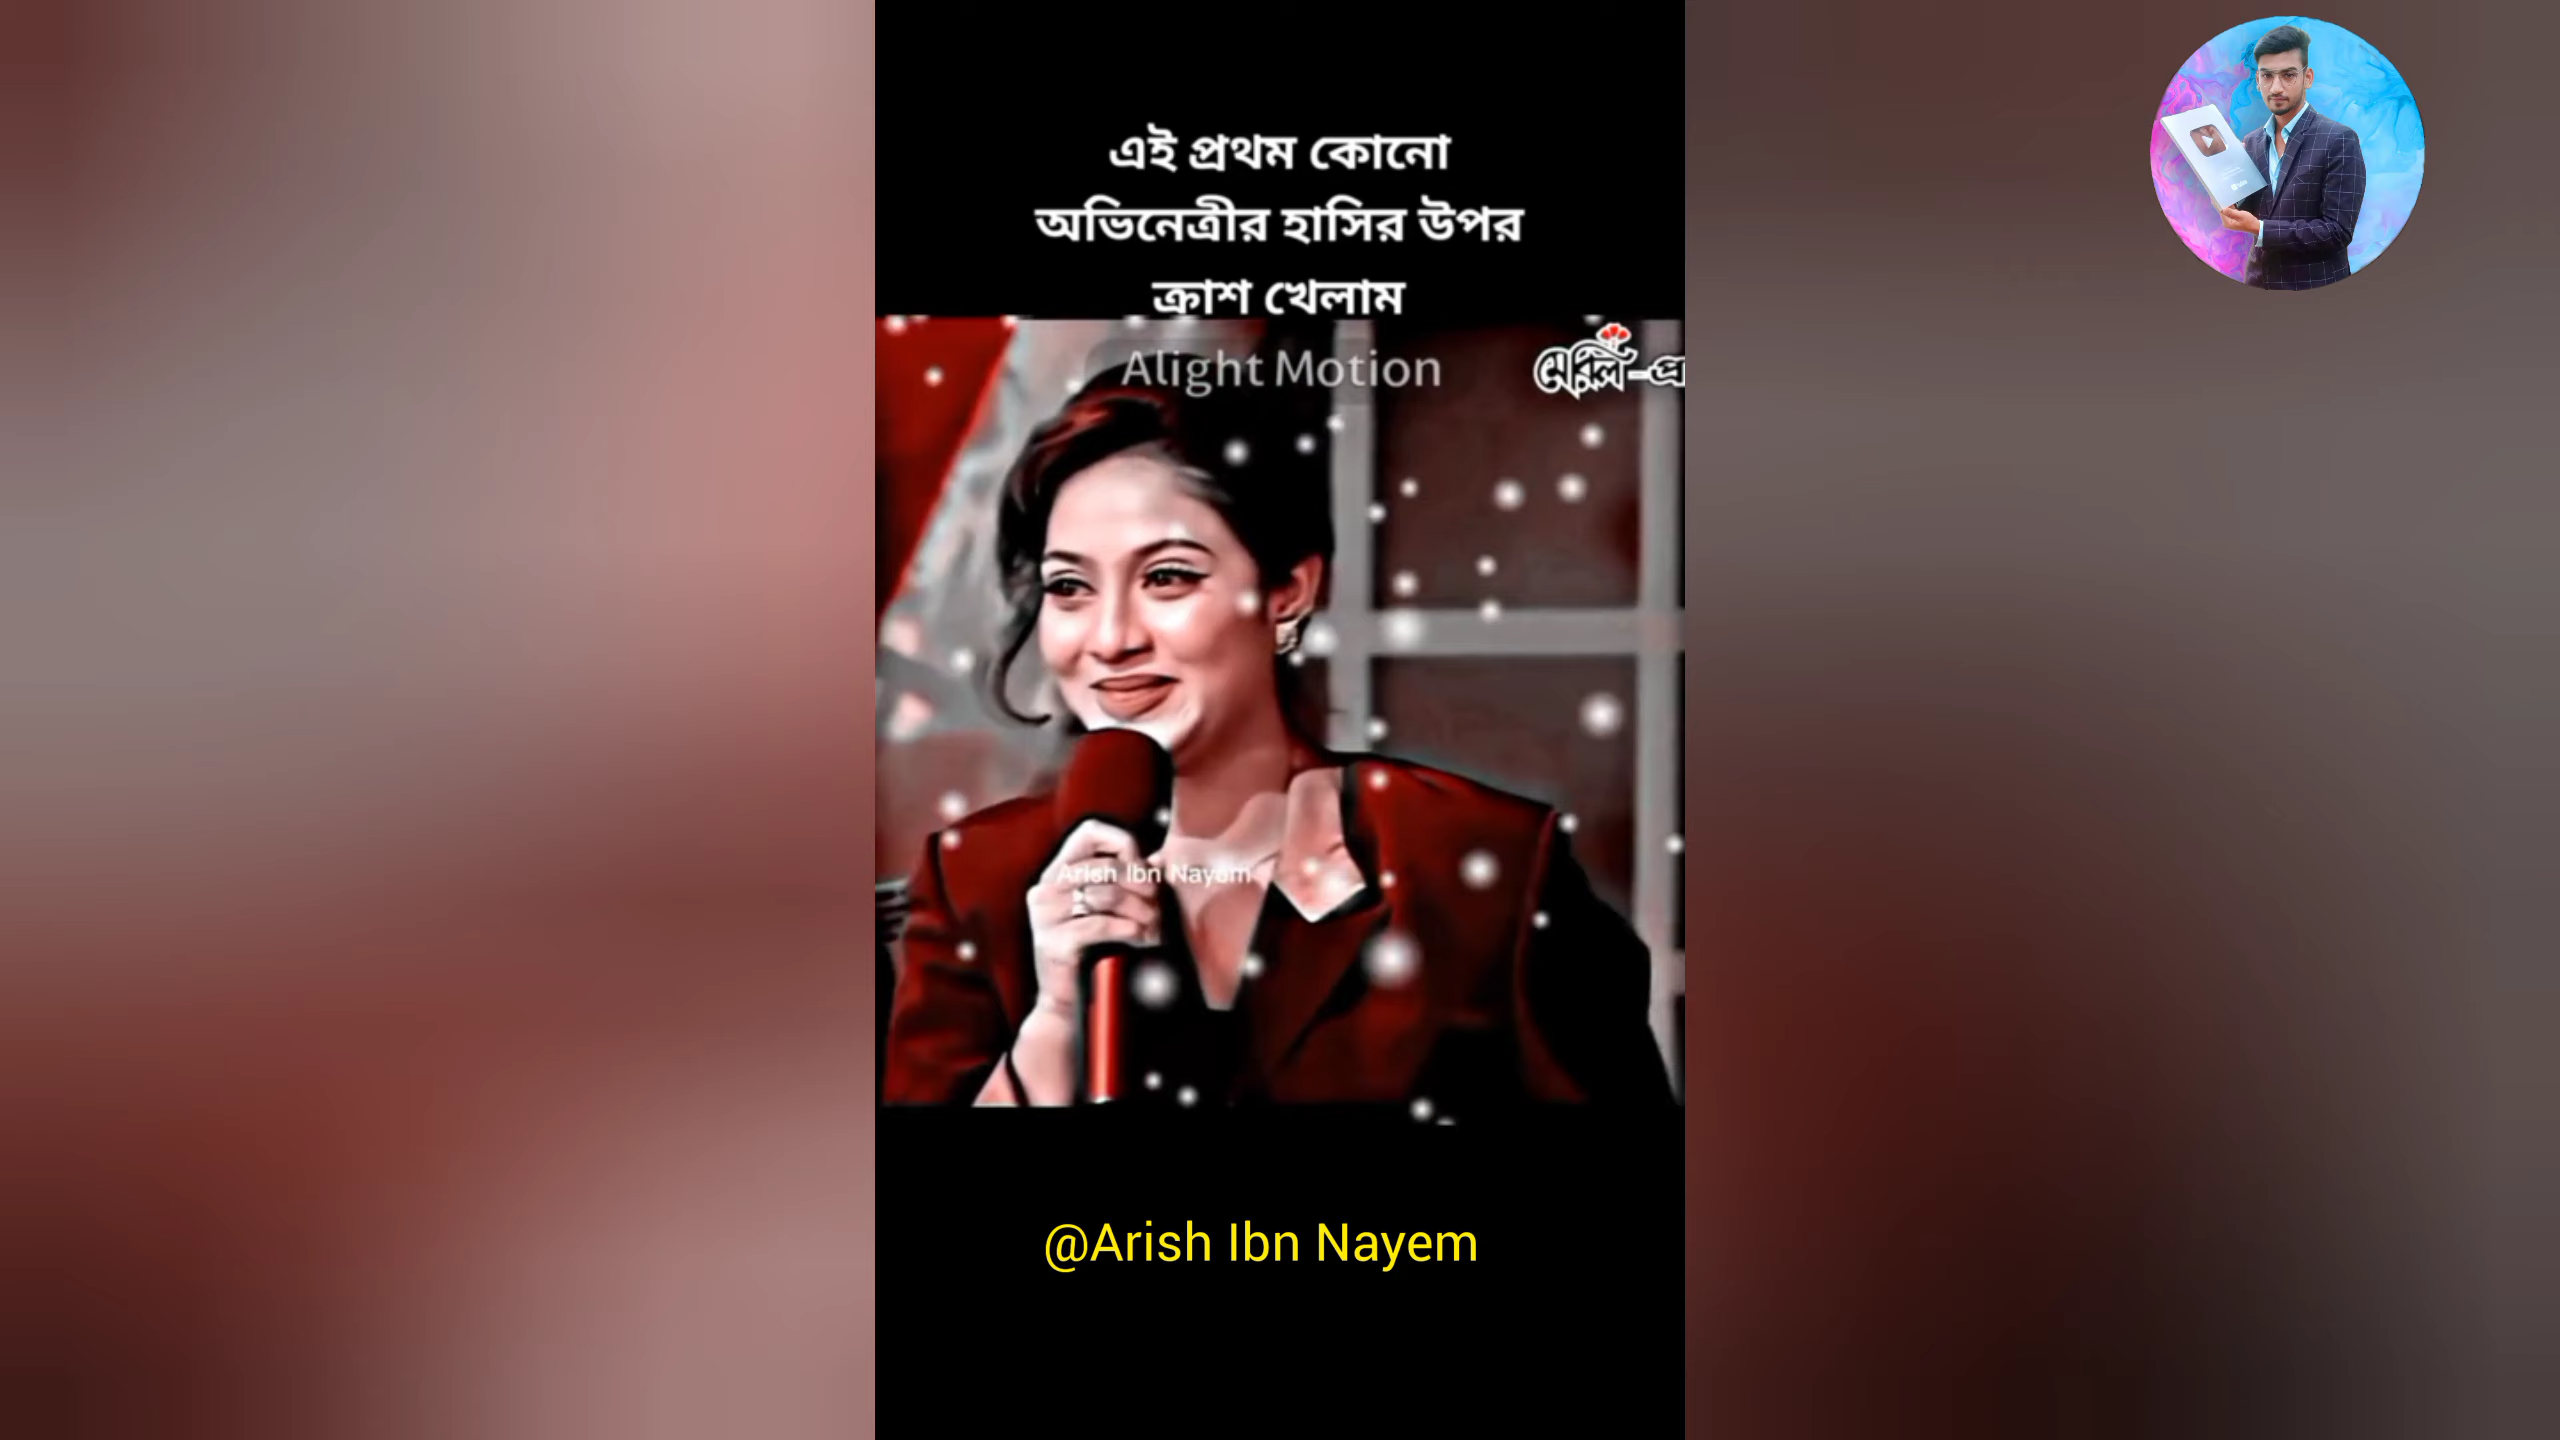 এই প্রথম কোনো
অভিনেত্রীর হাসির উপর
ক্রাশ খেলাম
Alight Motion
মেরিল-প্র
Arish Ibn Nayem
@Arish Ibn Nayem